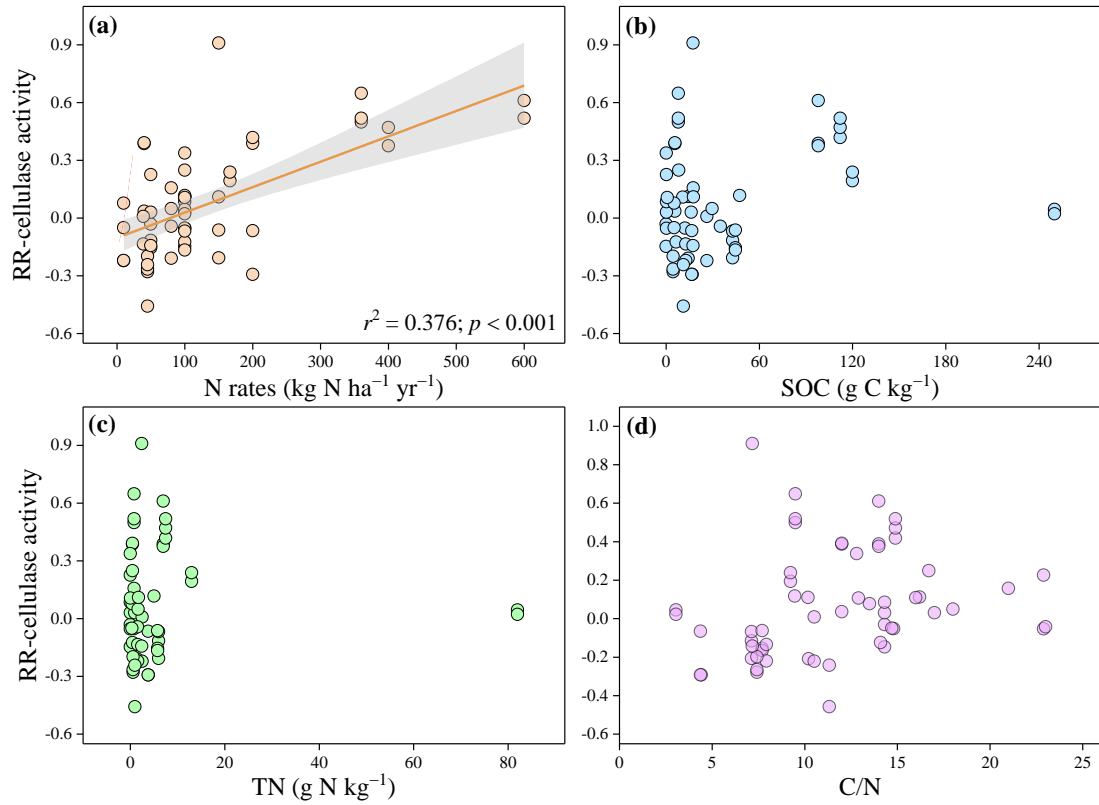 (a)
RR-cellulase activity
0.9
0.6
0.3
0.0
-0.3
-0.6
r² = 0.376; p < 0.001
0 100 200 300 400 500 600
N rates (kg N ha⁻¹ yr⁻¹)
(b)
0.9
0.6
0.3
0.0
-0.3
-0.6
0 60 120 180 240
SOC (g C kg⁻¹)
(c)
RR-cellulase activity
0.9
0.6
0.3
0.0
-0.3
-0.6
0 20 40 60 80
TN (g N kg⁻¹)
(d)
1.0
0.8
0.6
0.4
0.2
0.0
-0.2
-0.4
-0.6
0 5 10 15 20 25
C/N